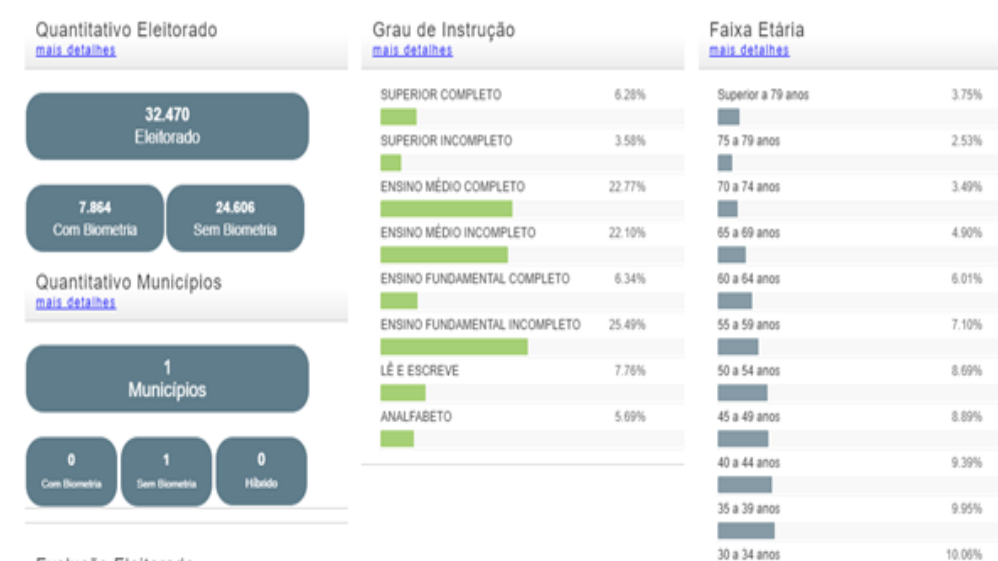 Quantitativo Eleitorado
mais detalhes
32.470
Eleitorado
7.864
Com Biometria
24.606
Sem Biometria
Quantitativo Municípios
mais detalhes
1
Municípios
0
Com Biometria
1
Sem Biometria
0
Híbrido
Grau de Instrução
mais detalhes
SUPERIOR COMPLETO 6.28%
SUPERIOR INCOMPLETO 3.58%
ENSINO MÉDIO COMPLETO 22.77%
ENSINO MÉDIO INCOMPLETO 22.10%
ENSINO FUNDAMENTAL COMPLETO 6.34%
ENSINO FUNDAMENTAL INCOMPLETO 25.49%
LÊ E ESCREVE 7.76%
ANALFABETO 5.69%
Faixa Etária
mais detalhes
Superior a 79 anos 3.75%
75 a 79 anos 2.53%
70 a 74 anos 3.49%
65 a 69 anos 4.90%
60 a 64 anos 6.01%
55 a 59 anos 7.10%
50 a 54 anos 8.69%
45 a 49 anos 8.89%
40 a 44 anos 9.39%
35 a 39 anos 9.95%
30 a 34 anos 10.06%